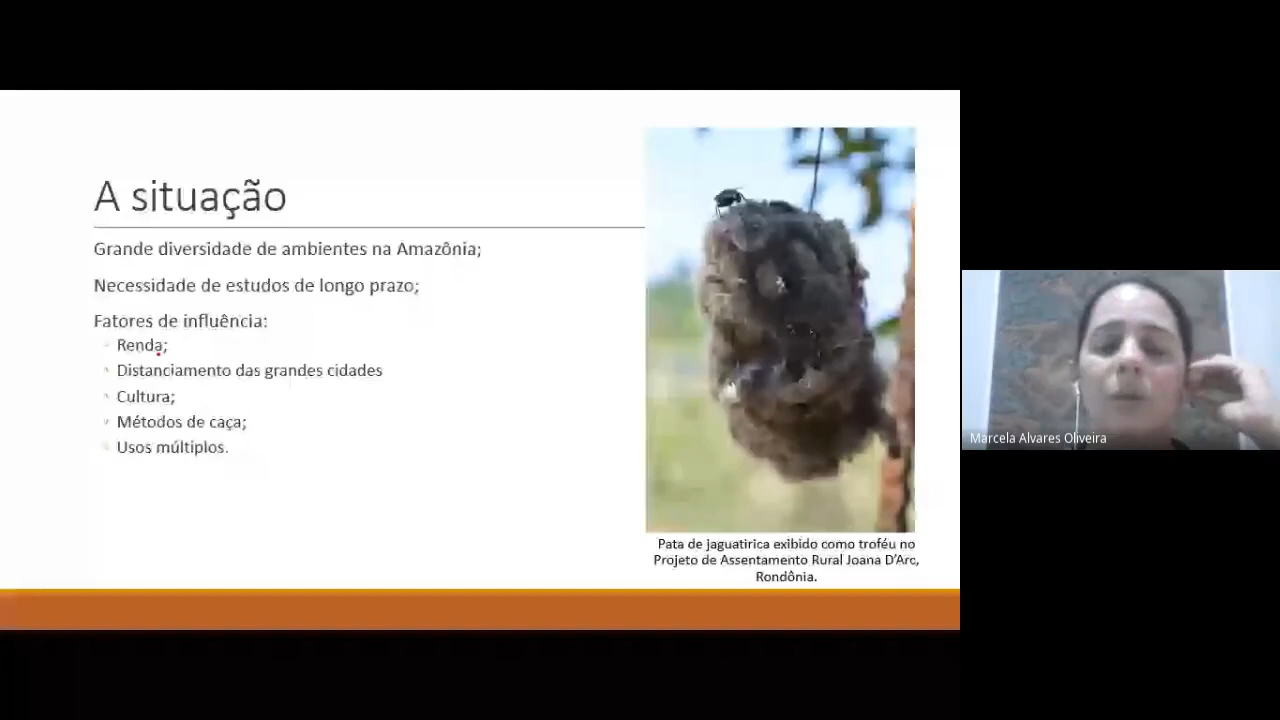 A situação
Grande diversidade de ambientes na Amazônia;
Necessidade de estudos de longo prazo;
Fatores de influência:
Renda;
Distanciamento das grandes cidades
Cultura;
Métodos de caça;
Usos múltiplos.
Pata de jaguatirica exibido como troféu no
Projeto de Assentamento Rural Joana D'Arc,
Rondônia.
Marcela Alvares Oliveira